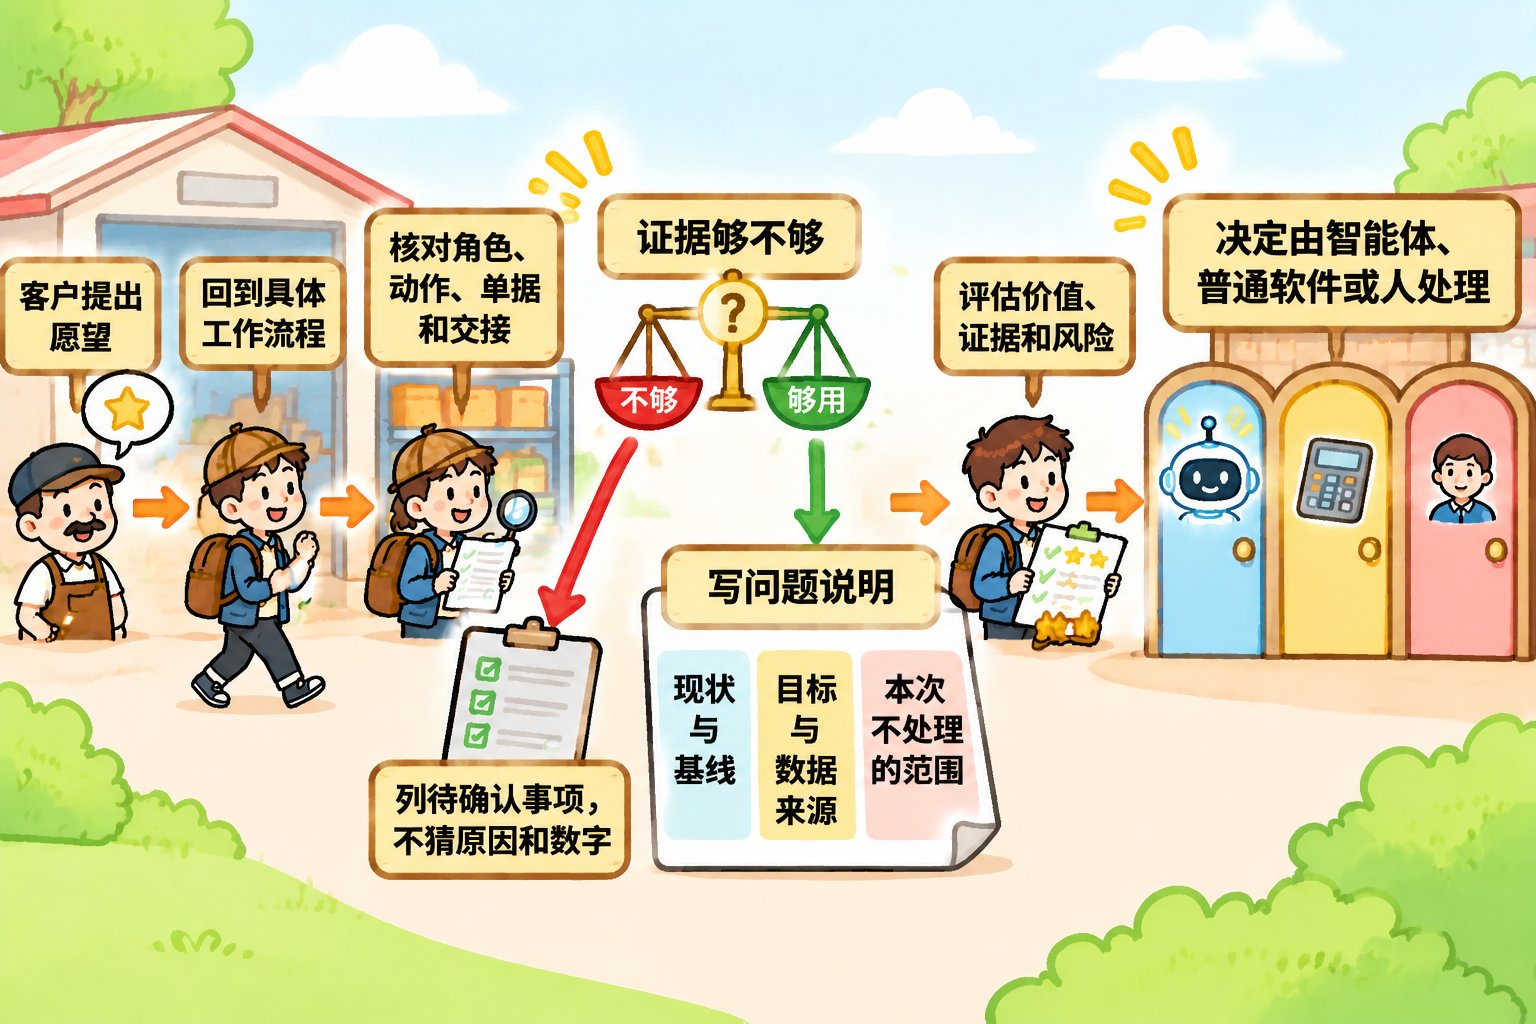 客户提出
愿望
回到具体
工作流程
核对角色、
动作、单据
和交接
证据够不够
?
不够
够用
列待确认事项，
不猜原因和数字
写问题说明
现状
与
基线
目标
与
数据
来源
本次
不处理
的范围
评估价值、
证据和风险
决定由智能体、
普通软件或人处理